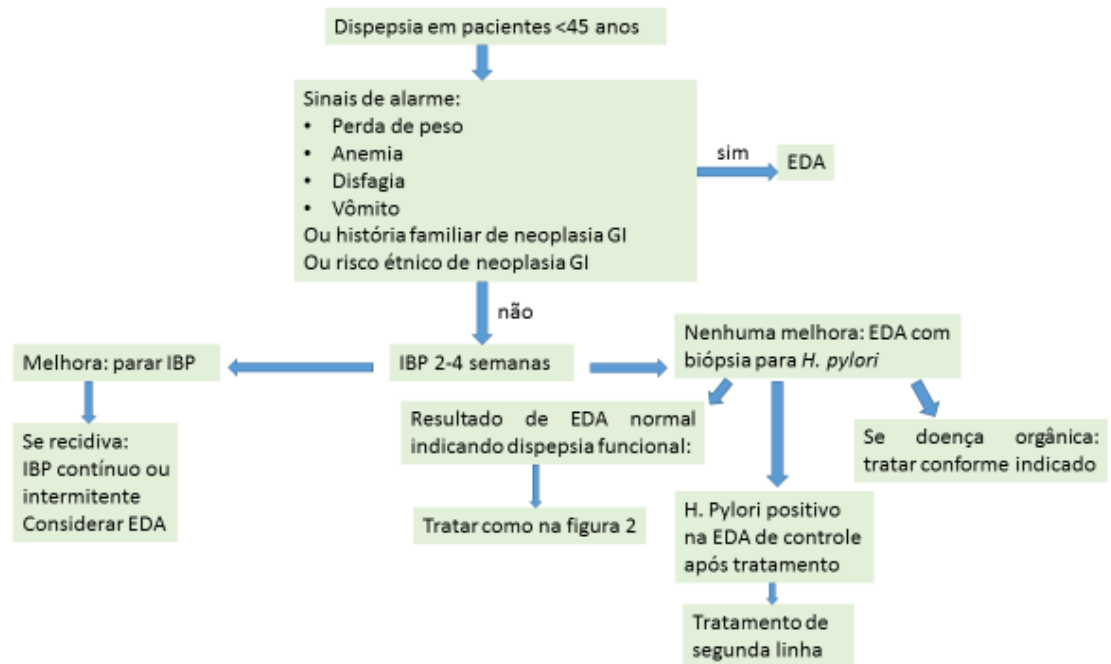 Dispepsia em pacientes <45 anos
Sinais de alarme:
• Perda de peso
• Anemia
• Disfagia
• Vômito
Ou história familiar de neoplasia GI
Ou risco étnico de neoplasia GI
sim
EDA
não
Melhora: parar IBP
IBP 2-4 semanas
Nenhuma melhora: EDA com
biópsia para H. pylori
Se recidiva:
IBP contínuo ou
intermitente
Considerar EDA
Resultado de EDA normal
indicando dispepsia funcional:
Se doença orgânica:
tratar conforme indicado
Tratar como na figura 2
H. Pylori positivo
na EDA de controle
após tratamento
Tratamento de
segunda linha